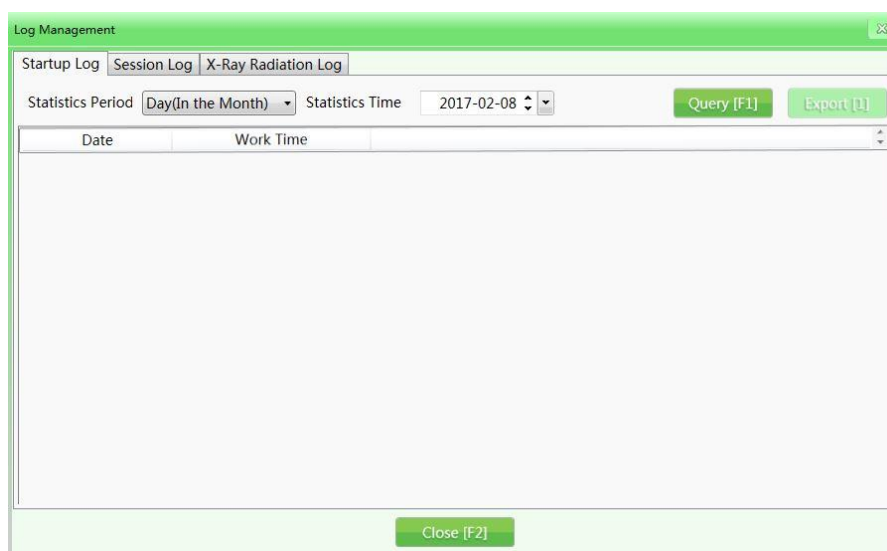 Log Management
Startup Log Session Log X-Ray Radiation Log
Statistics Period Day(In the Month) Statistics Time 2017-02-08 Query [F1] Export [1]
Date Work Time
Close [F2]